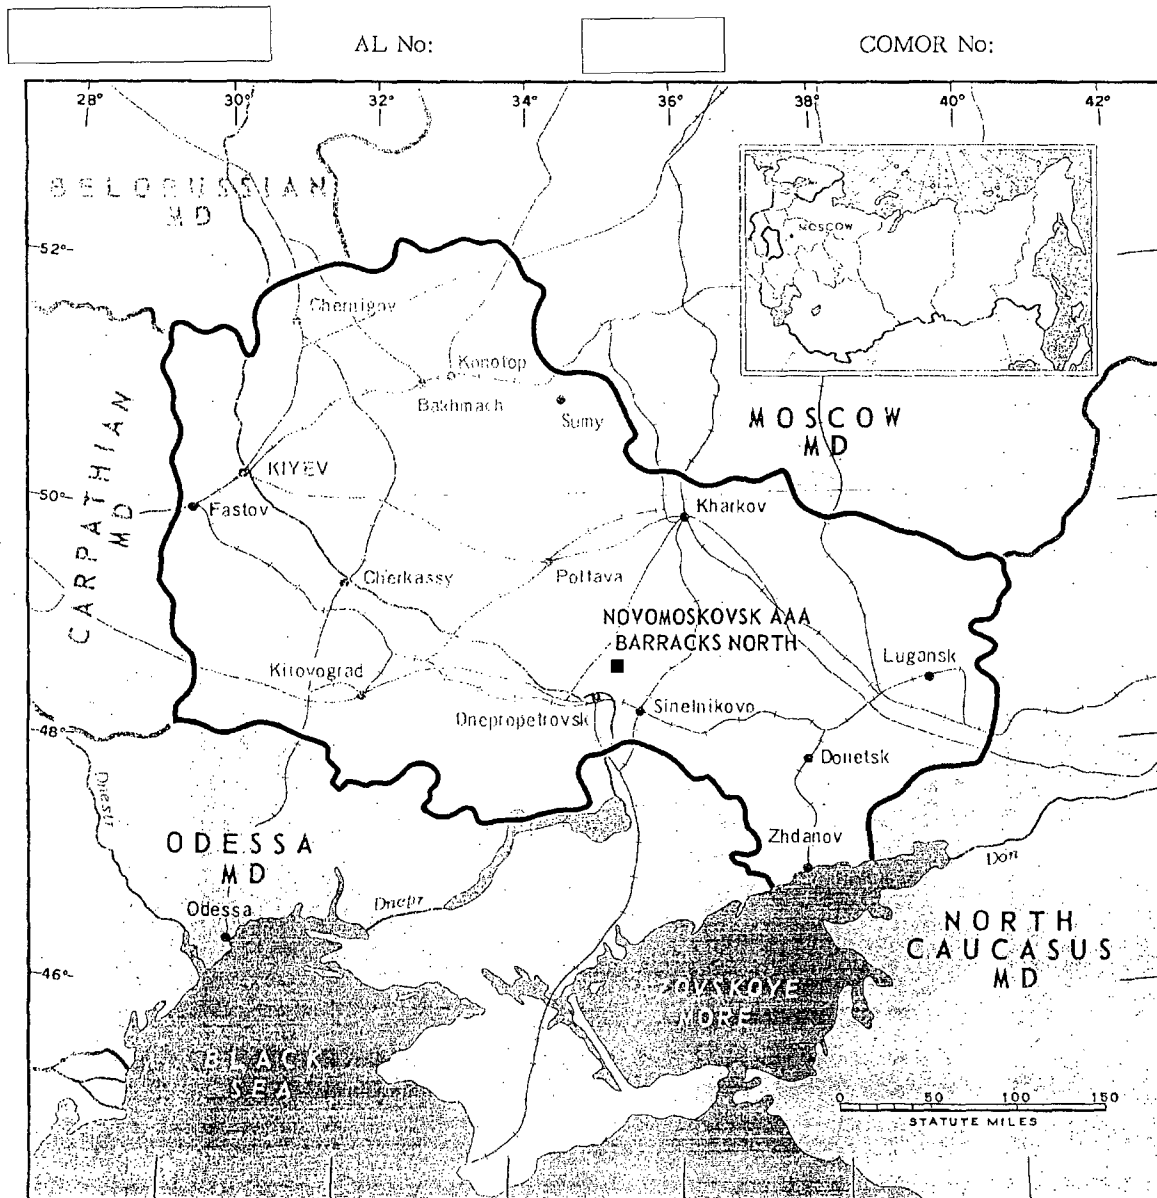 AL No:
COMOR No:
28°
30°
32°
34°
36°
38°
40°
42°
BELORUSSIAN
MD
MOSCOW
52°
Chernigov
Konotop
Bakhmach
Sumy
MOSCOW
MD
CARPATHIAN
MD
KIYEV
50°
Fastov
Kharkov
Cherkassy
Poltava
NOVOMOSKOVSK AAA
BARRACKS NORTH
Lugansk
Kirovograd
Dnepropetrovsk
Sinelnikovo
48°
Donetsk
Dnestr
Zhdanov
ODESSA
MD
Don
Dnepr
Odessa
NORTH
CAUCASUS
MD
46°
AZOVSKOYE
MORE
BLACK
SEA
0 50 100 150
STATUTE MILES